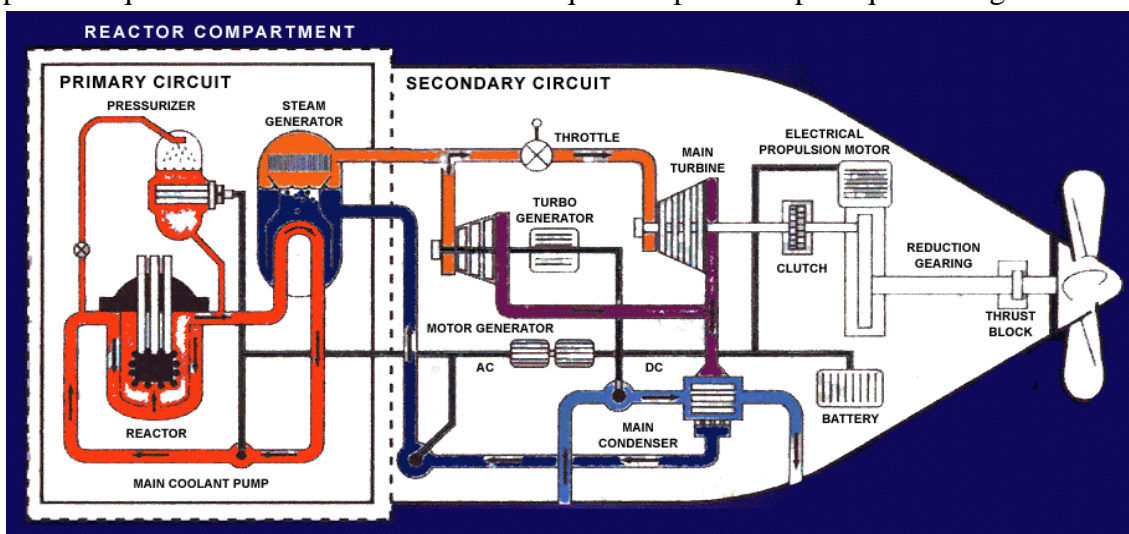 REACTOR COMPARTMENT
PRIMARY CIRCUIT
SECONDARY CIRCUIT
PRESSURIZER
STEAM
GENERATOR
THROTTLE
MAIN
TURBINE
ELECTRICAL
PROPULSION MOTOR
TURBO
GENERATOR
CLUTCH
REDUCTION
GEARING
THRUST
BLOCK
MOTOR GENERATOR
AC
DC
BATTERY
REACTOR
MAIN
CONDENSER
MAIN COOLANT PUMP